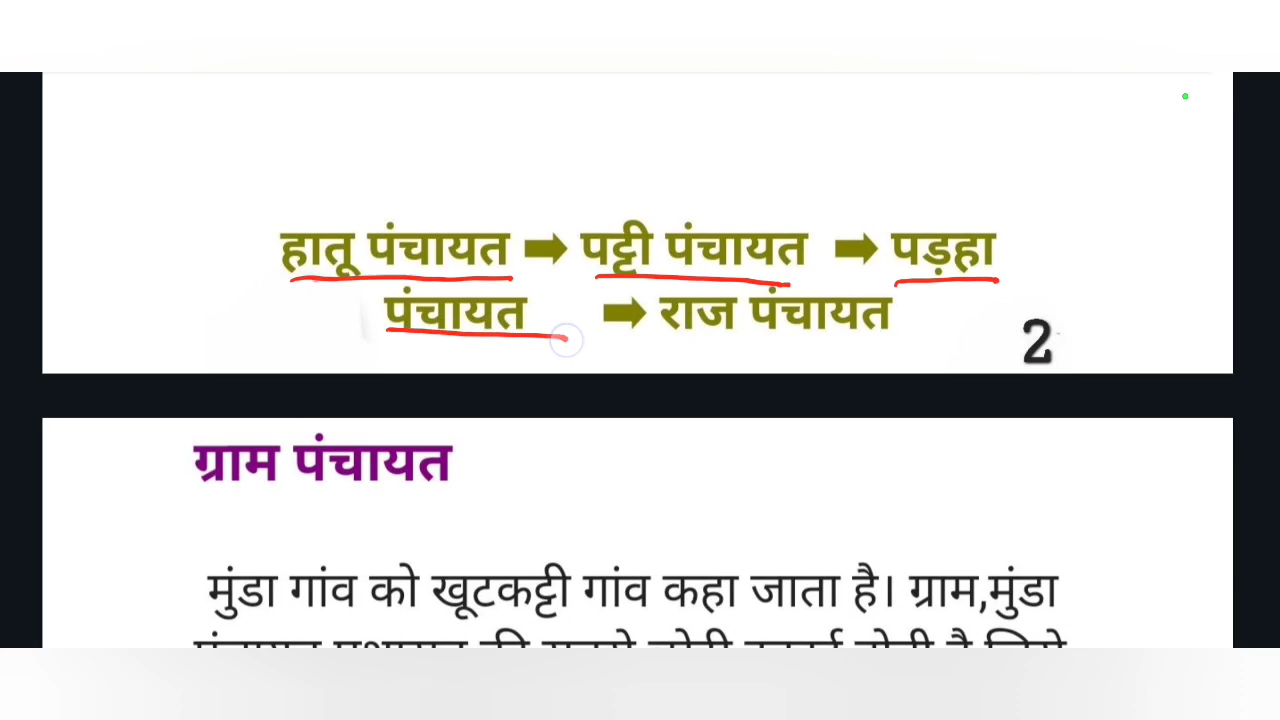 हातू पंचायत ➡ पट्टी पंचायत ➡ पड़हा
पंचायत ➡ राज पंचायत
2
ग्राम पंचायत
मुंडा गांव को खूटकट्टी गांव कहा जाता है। ग्राम,मुंडा